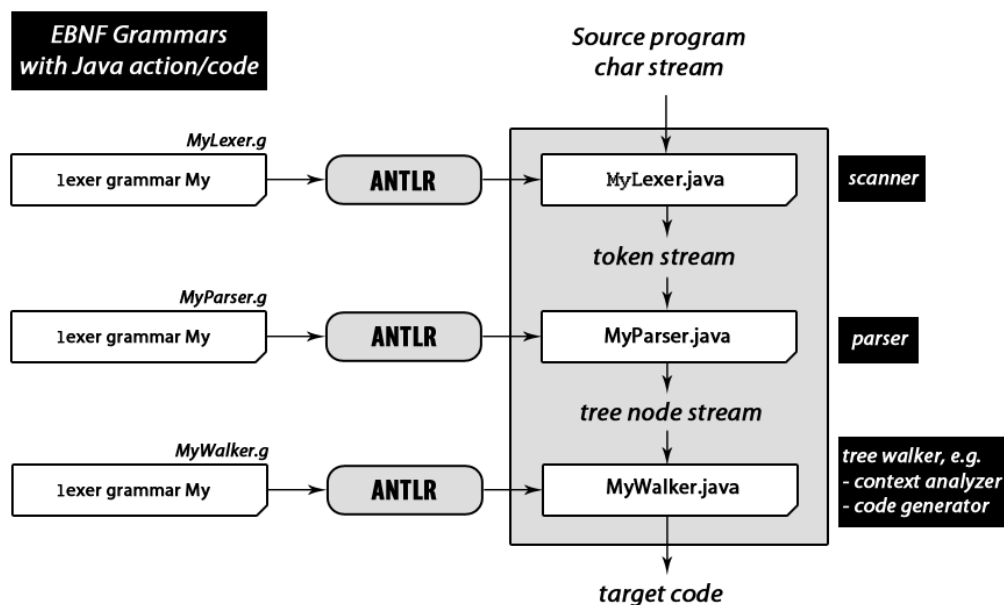 EBNF Grammars
with Java action/code
Source program
char stream
MyLexer.g
lexer grammar My
ANTLR
MyLexer.java
scanner
token stream
MyParser.g
lexer grammar My
ANTLR
MyParser.java
parser
tree node stream
MyWalker.g
lexer grammar My
ANTLR
MyWalker.java
tree walker, e.g.
- context analyzer
- code generator
target code